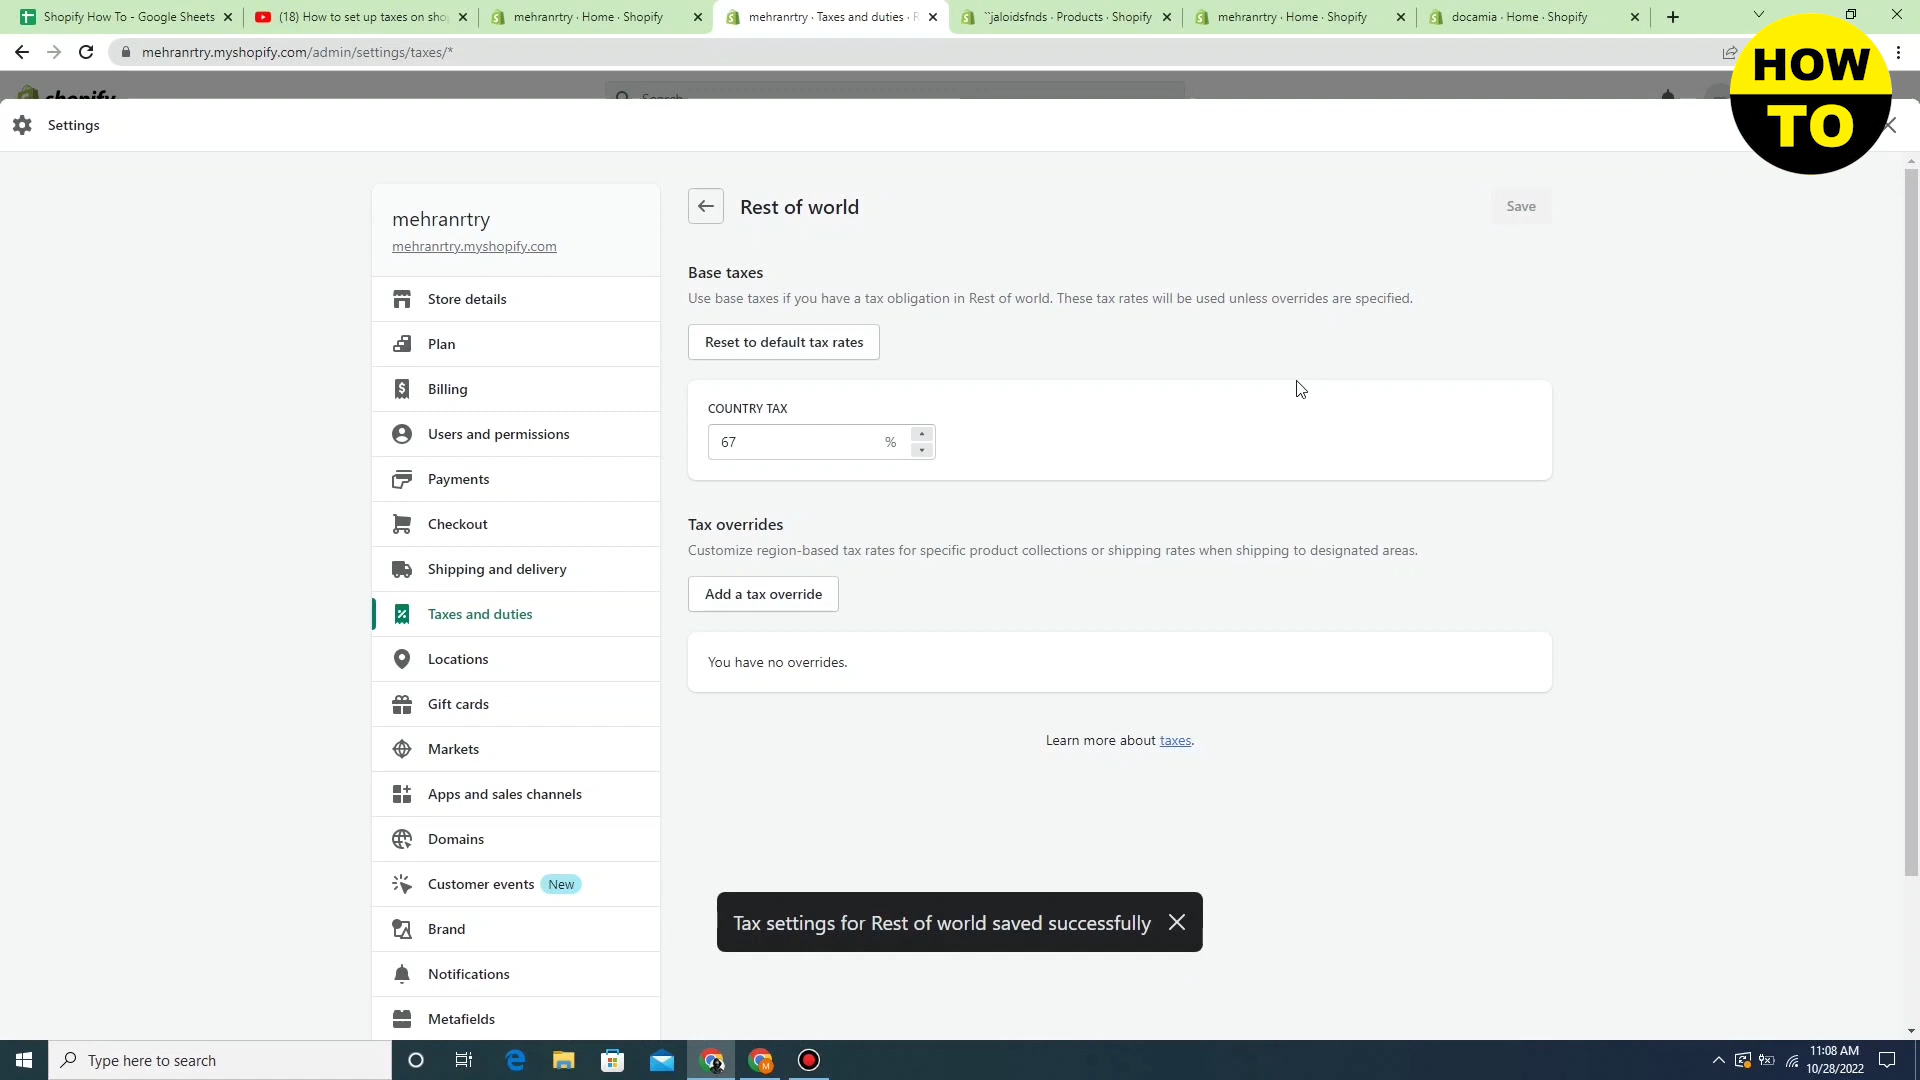 Shopify How To - Google Sheets
(18) How to set up taxes on sho
mehranrtry · Home · Shopify
mehranrtry · Taxes and duties · R
``jaloidsfnds · Products · Shopify
mehranrtry · Home · Shopify
docamia · Home · Shopify
mehranrtry.myshopify.com/admin/settings/taxes/*
HOW
TO
shopify
Search
Settings
mehranrtry
mehranrtry.myshopify.com
Store details
Plan
Billing
Users and permissions
Payments
Checkout
Shipping and delivery
Taxes and duties
Locations
Gift cards
Markets
Apps and sales channels
Domains
Customer events New
Brand
Notifications
Metafields
Rest of world
Save
Base taxes
Use base taxes if you have a tax obligation in Rest of world. These tax rates will be used unless overrides are specified.
Reset to default tax rates
COUNTRY TAX
67 %
Tax overrides
Customize region-based tax rates for specific product collections or shipping rates when shipping to designated areas.
Add a tax override
You have no overrides.
Learn more about taxes.
Tax settings for Rest of world saved successfully
Type here to search
11:08 AM
10/28/2022